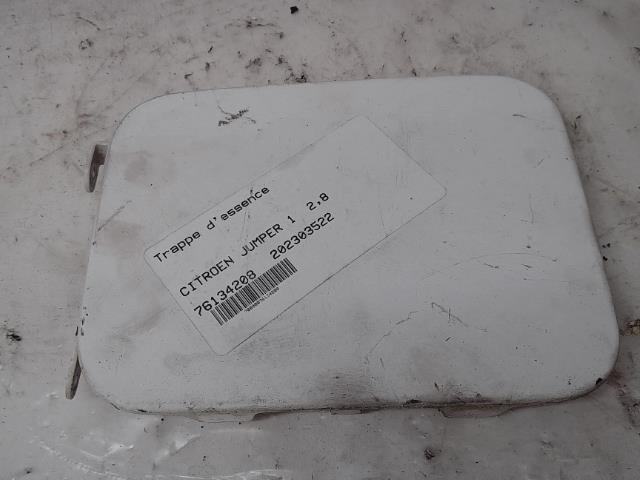 Trappe d'essence
CITROEN JUMPER 1 2,8
76134208 202303522